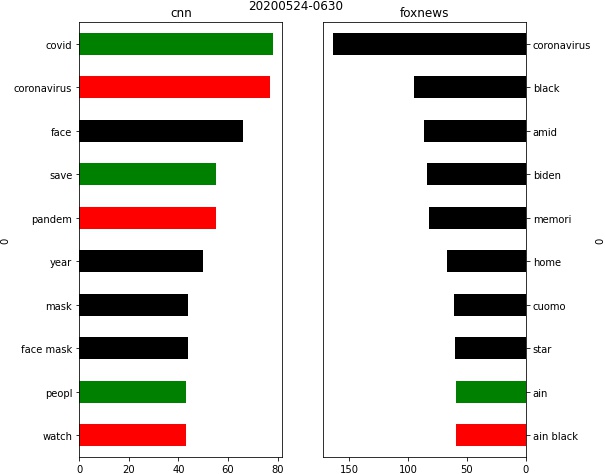 20200524-0630
cnn
foxnews
covid
coronavirus
face
save
pandem
year
mask
face mask
peopl
watch
0
0 20 40 60 80
coronavirus
black
amid
biden
memori
home
cuomo
star
ain
ain black
0
150 100 50 0